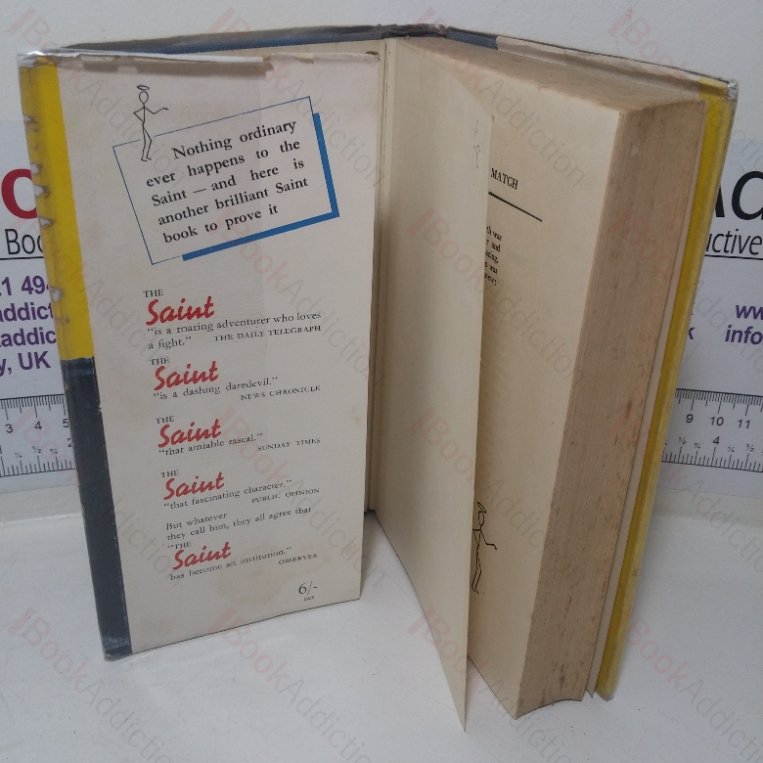 Nothing ordinary
ever happens to the
Saint — and here is
another brilliant Saint
book to prove it
THE
Saint
"is a roaring adventurer who loves
a fight." THE DAILY TELEGRAPH
THE
Saint
"is a dashing daredevil."
NEWS CHRONICLE
THE
Saint
"that amiable rascal."
SUNDAY TIMES
THE
Saint
"that fascinating character."
PUBLIC OPINION
But whatever
they call him, they all agree that
"THE
Saint
has become an institution."
OBSERVER
6/-
NET
MATCH
BookAddiction